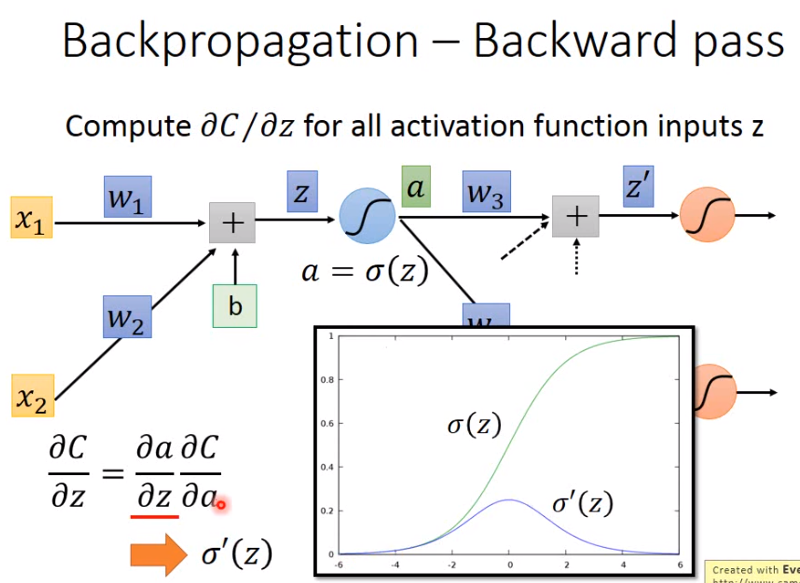 Backpropagation – Backward pass
Compute ∂C/∂z for all activation function inputs z
x₁
w₁
+
z
a
w₃
+
z′
a = σ(z)
b
w₂
x₂
∂C/∂z = ∂a/∂z ∂C/∂a
σ′(z)
1
0.8
0.6
0.4
0.2
0
-6 -4 -2 0 2 4 6
σ(z)
σ′(z)
Created with Eve